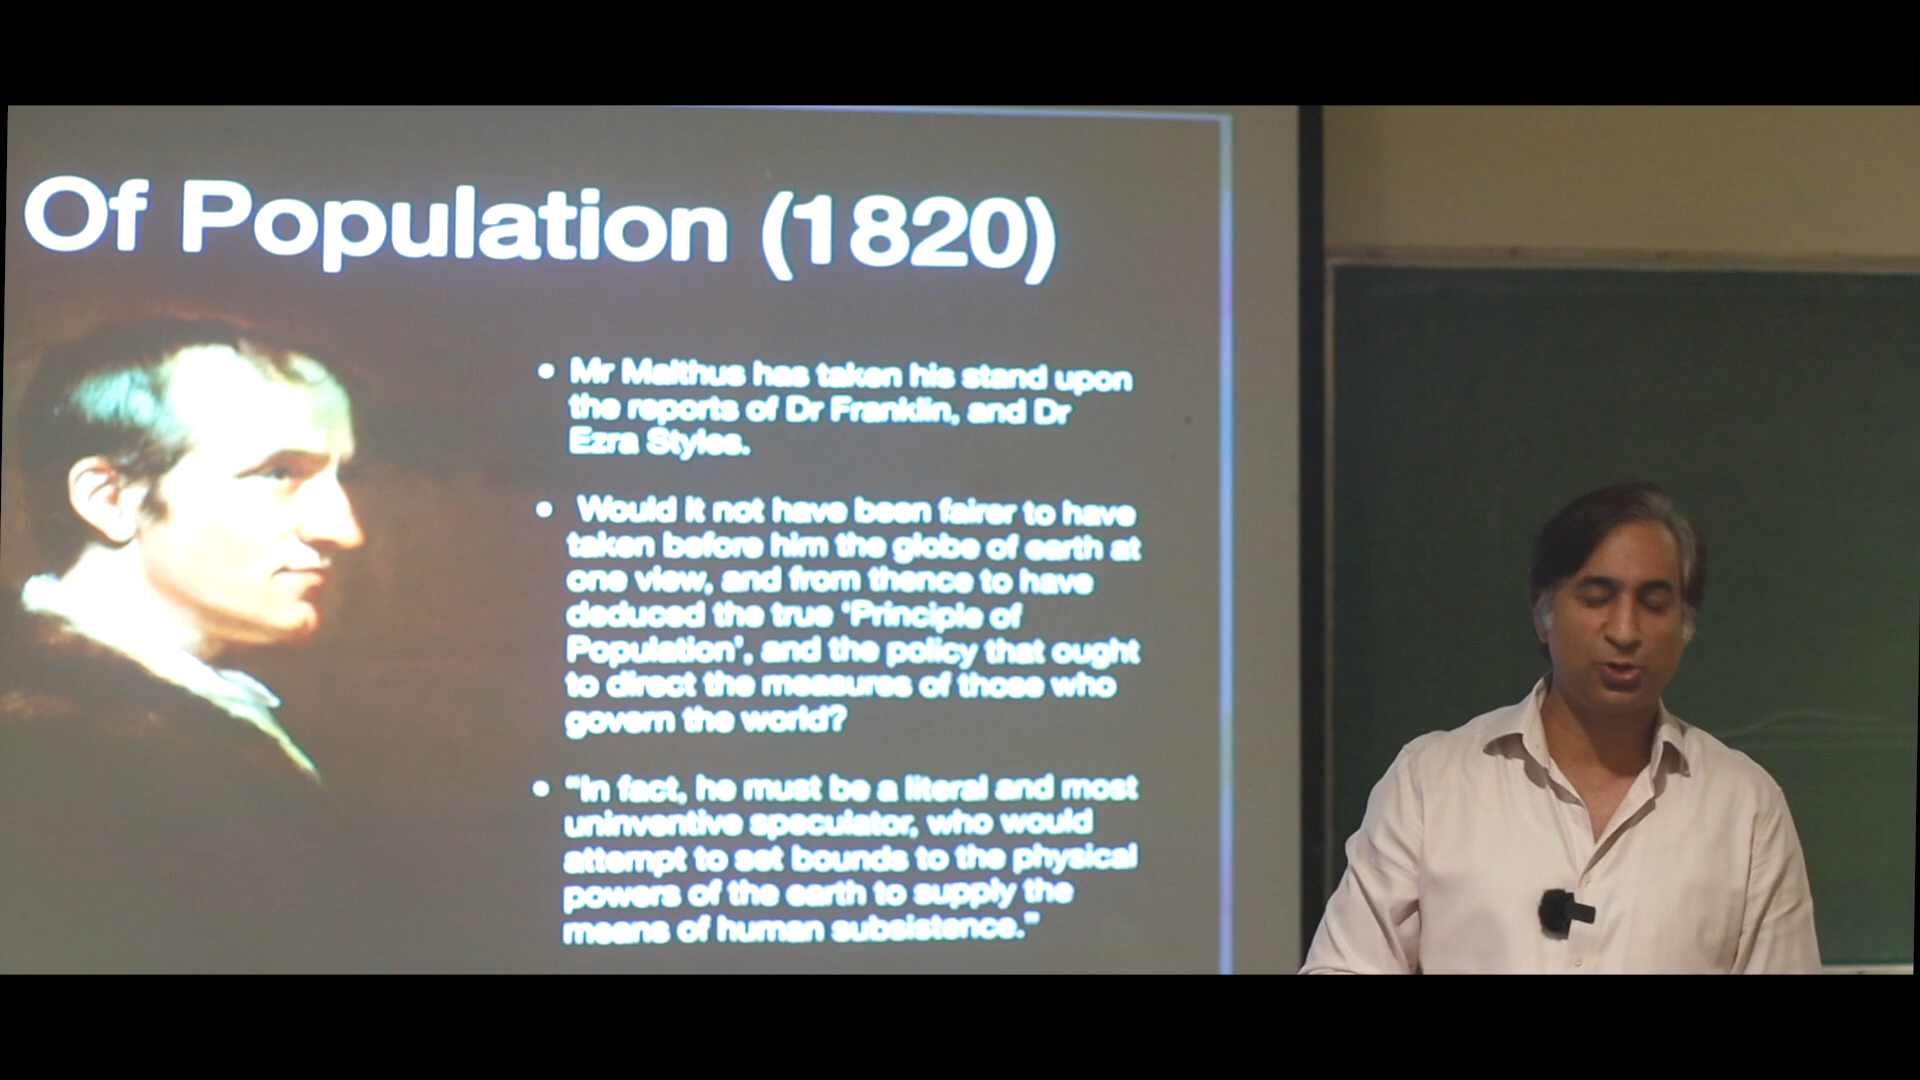 Of Population (1820)
• Mr Malthus has taken his stand upon
the reports of Dr Franklin, and Dr
Ezra Styles.
• Would it not have been fairer to have
taken before him the globe of earth at
one view, and from thence to have
deduced the true 'Principle of
Population', and the policy that ought
to direct the measures of those who
govern the world?
• "In fact, he must be a literal and most
uninventive speculator, who would
attempt to set bounds to the physical
powers of the earth to supply the
means of human subsistence."